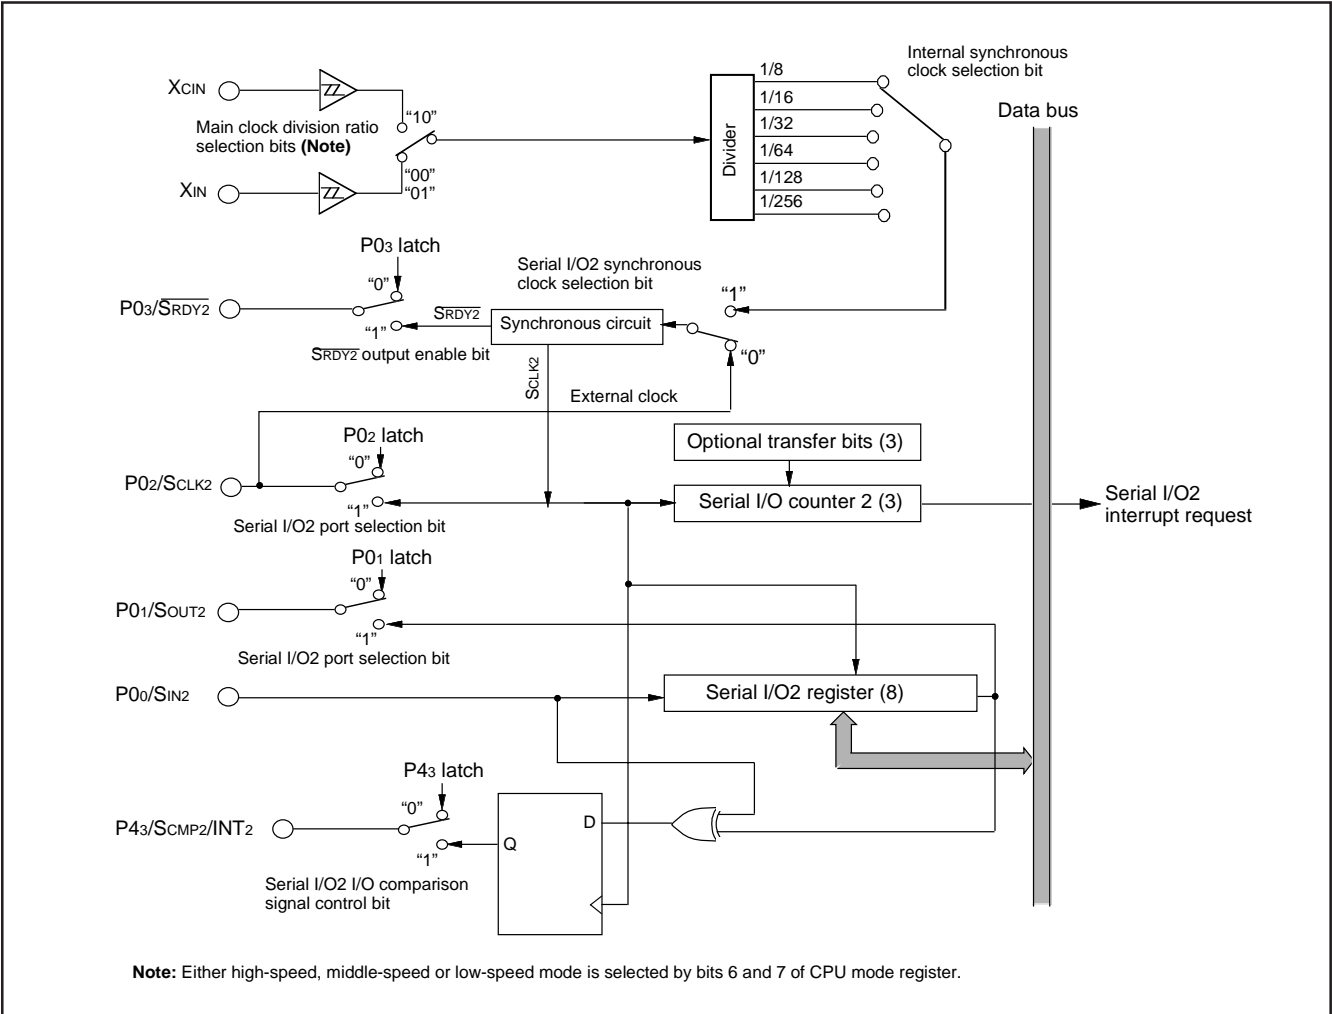 Internal synchronous
clock selection bit
XCIN
"10"
Main clock division ratio
selection bits (Note)
"00"
"01"
XIN
Divider
1/8
1/16
1/32
1/64
1/128
1/256
Data bus
P03 latch
"0"
P03/SRDY2
"1"
SRDY2
SRDY2 output enable bit
Serial I/O2 synchronous
clock selection bit
Synchronous circuit
"1"
"0"
SCLK2
External clock
P02 latch
"0"
P02/SCLK2
"1"
Serial I/O2 port selection bit
Optional transfer bits (3)
Serial I/O counter 2 (3)
Serial I/O2
interrupt request
P01 latch
"0"
P01/SOUT2
"1"
Serial I/O2 port selection bit
P00/SIN2
Serial I/O2 register (8)
P43 latch
"0"
P43/SCMP2/INT2
"1"
Serial I/O2 I/O comparison
signal control bit
D
Q
Note: Either high-speed, middle-speed or low-speed mode is selected by bits 6 and 7 of CPU mode register.